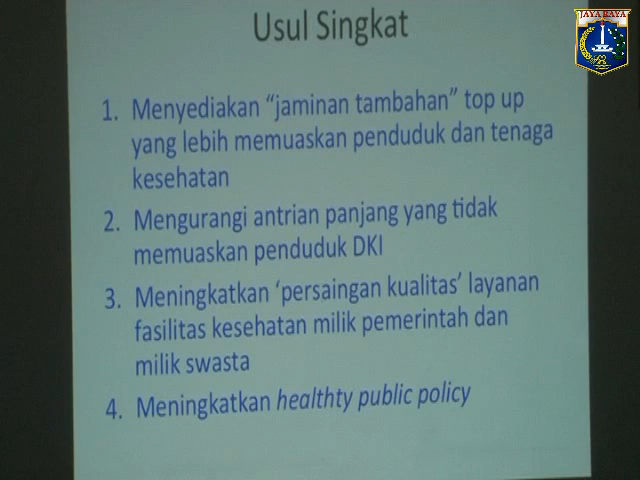 JAYA RAYA
Usul Singkat
1. Menyediakan “jaminan tambahan” top up
yang lebih memuaskan penduduk dan tenaga
kesehatan
2. Mengurangi antrian panjang yang tidak
memuaskan penduduk DKI
3. Meningkatkan ‘persaingan kualitas’ layanan
fasilitas kesehatan milik pemerintah dan
milik swasta
4. Meningkatkan healthty public policy